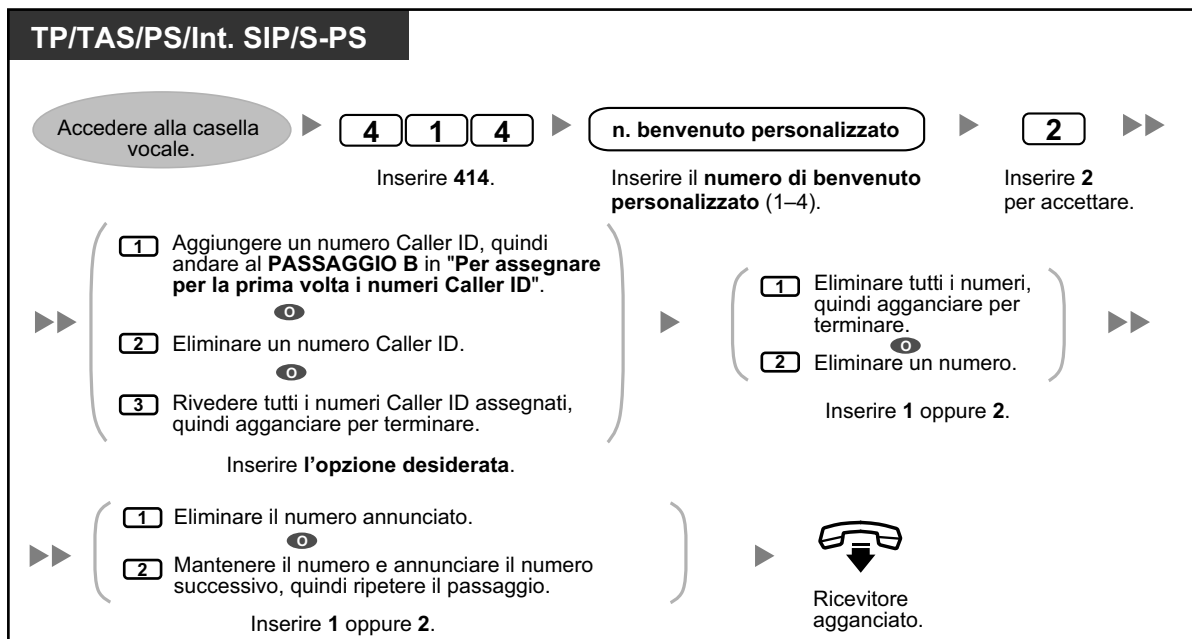 TP/TAS/PS/Int. SIP/S-PS
Accedere alla casella
vocale.
4 1 4
n. benvenuto personalizzato
2
Inserire 414.
Inserire il numero di benvenuto
personalizzato (1–4).
Inserire 2
per accettare.
1 Aggiungere un numero Caller ID, quindi
andare al PASSAGGIO B in "Per assegnare
per la prima volta i numeri Caller ID".
O
2 Eliminare un numero Caller ID.
O
3 Rivedere tutti i numeri Caller ID assegnati,
quindi agganciare per terminare.
Inserire l'opzione desiderata.
1 Eliminare tutti i numeri,
quindi agganciare per
terminare.
O
2 Eliminare un numero.
Inserire 1 oppure 2.
1 Eliminare il numero annunciato.
O
2 Mantenere il numero e annunciare il numero
successivo, quindi ripetere il passaggio.
Inserire 1 oppure 2.
Ricevitore
agganciato.